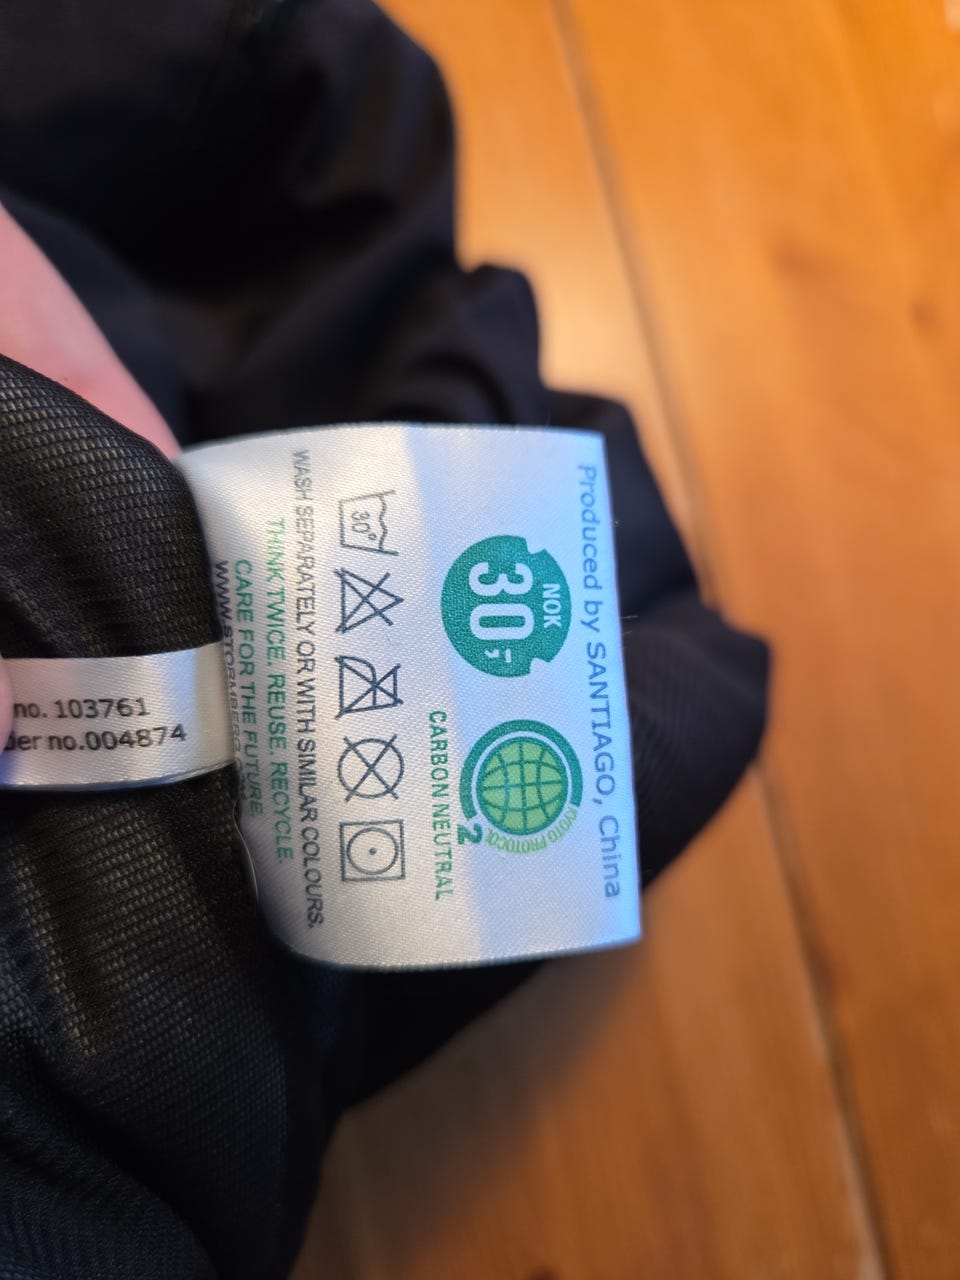 Produced by SANTIAGO, China
NOK
30,-
2
KYOTO PROTOCOL
CARBON NEUTRAL
30°
WASH SEPARATELY OR WITH SIMILAR COLOURS.
THINK TWICE. REUSE. RECYCLE.
CARE FOR THE FUTURE.
no. 103761
der no.004874